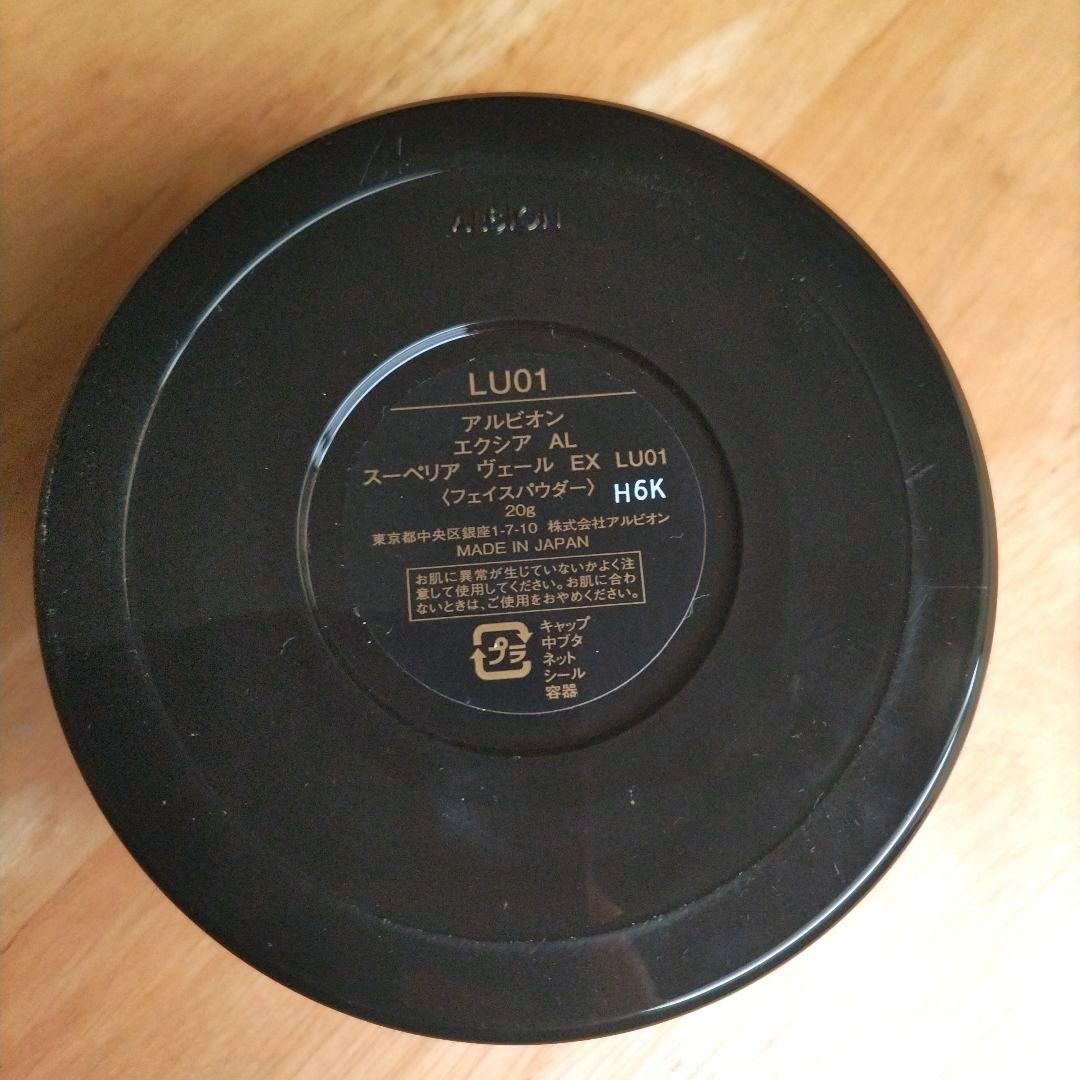 ALBION
LU01
アルビオン
エクシア AL
スーペリア ヴェール EX LU01
〈フェイスパウダー〉 H6K
20g
東京都中央区銀座1-7-10 株式会社アルビオン
MADE IN JAPAN
お肌に異常が生じていないかよく注
意して使用してください。お肌に合わ
ないときは、ご使用をおやめください。
プラ
キャップ
中ブタ
ネット
シール
容器